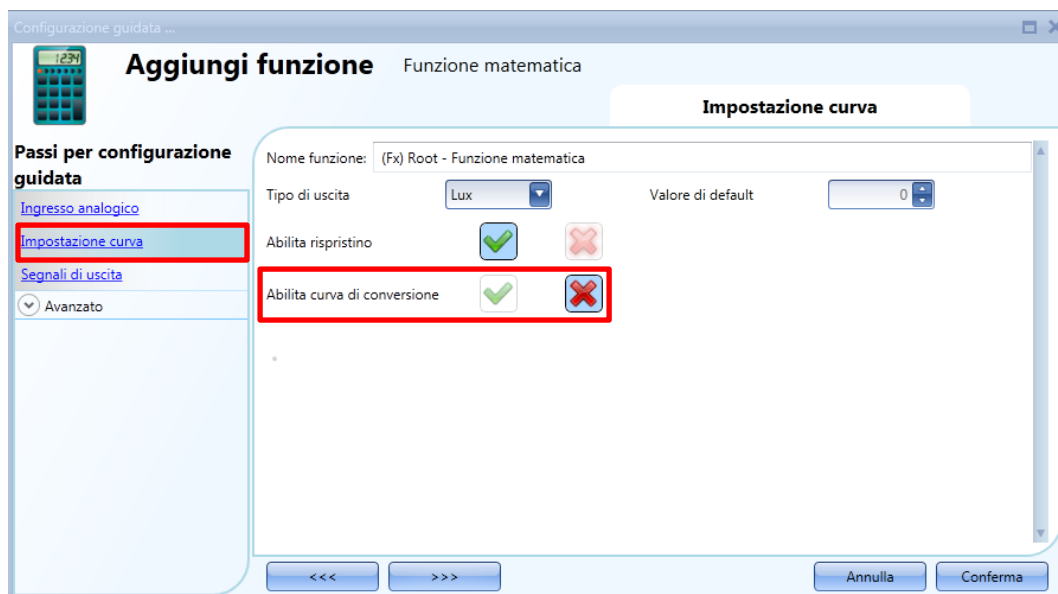 Configurazione guidata ...
1234
Aggiungi funzione Funzione matematica
Impostazione curva
Passi per configurazione
guidata
Ingresso analogico
Impostazione curva
Segnali di uscita
Avanzato
Nome funzione: (Fx) Root - Funzione matematica
Tipo di uscita Lux Valore di default 0
Abilita rispristino
Abilita curva di conversione
<<< >>> Annulla Conferma